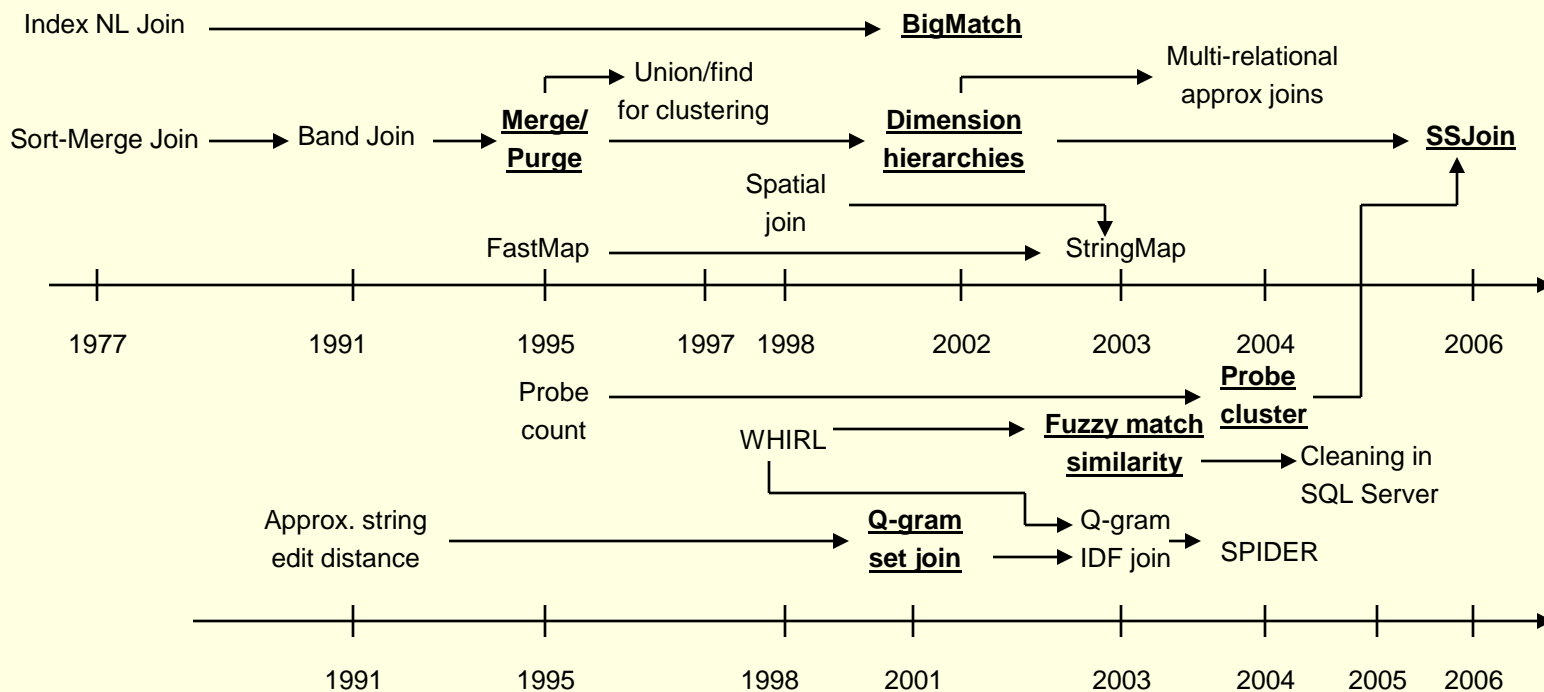 Index NL Join
BigMatch
Multi-relational
approx joins
Union/find
for clustering
Sort-Merge Join
Band Join
Merge/
Purge
Dimension
hierarchies
SSJoin
Spatial
join
FastMap
StringMap
1977
1991
1995
1997
1998
2002
2003
2004
2006
Probe
count
Probe
cluster
WHIRL
Fuzzy match
similarity
Cleaning in
SQL Server
Approx. string
edit distance
Q-gram
set join
Q-gram
IDF join
SPIDER
1991
1995
1998
2001
2003
2004
2005
2006